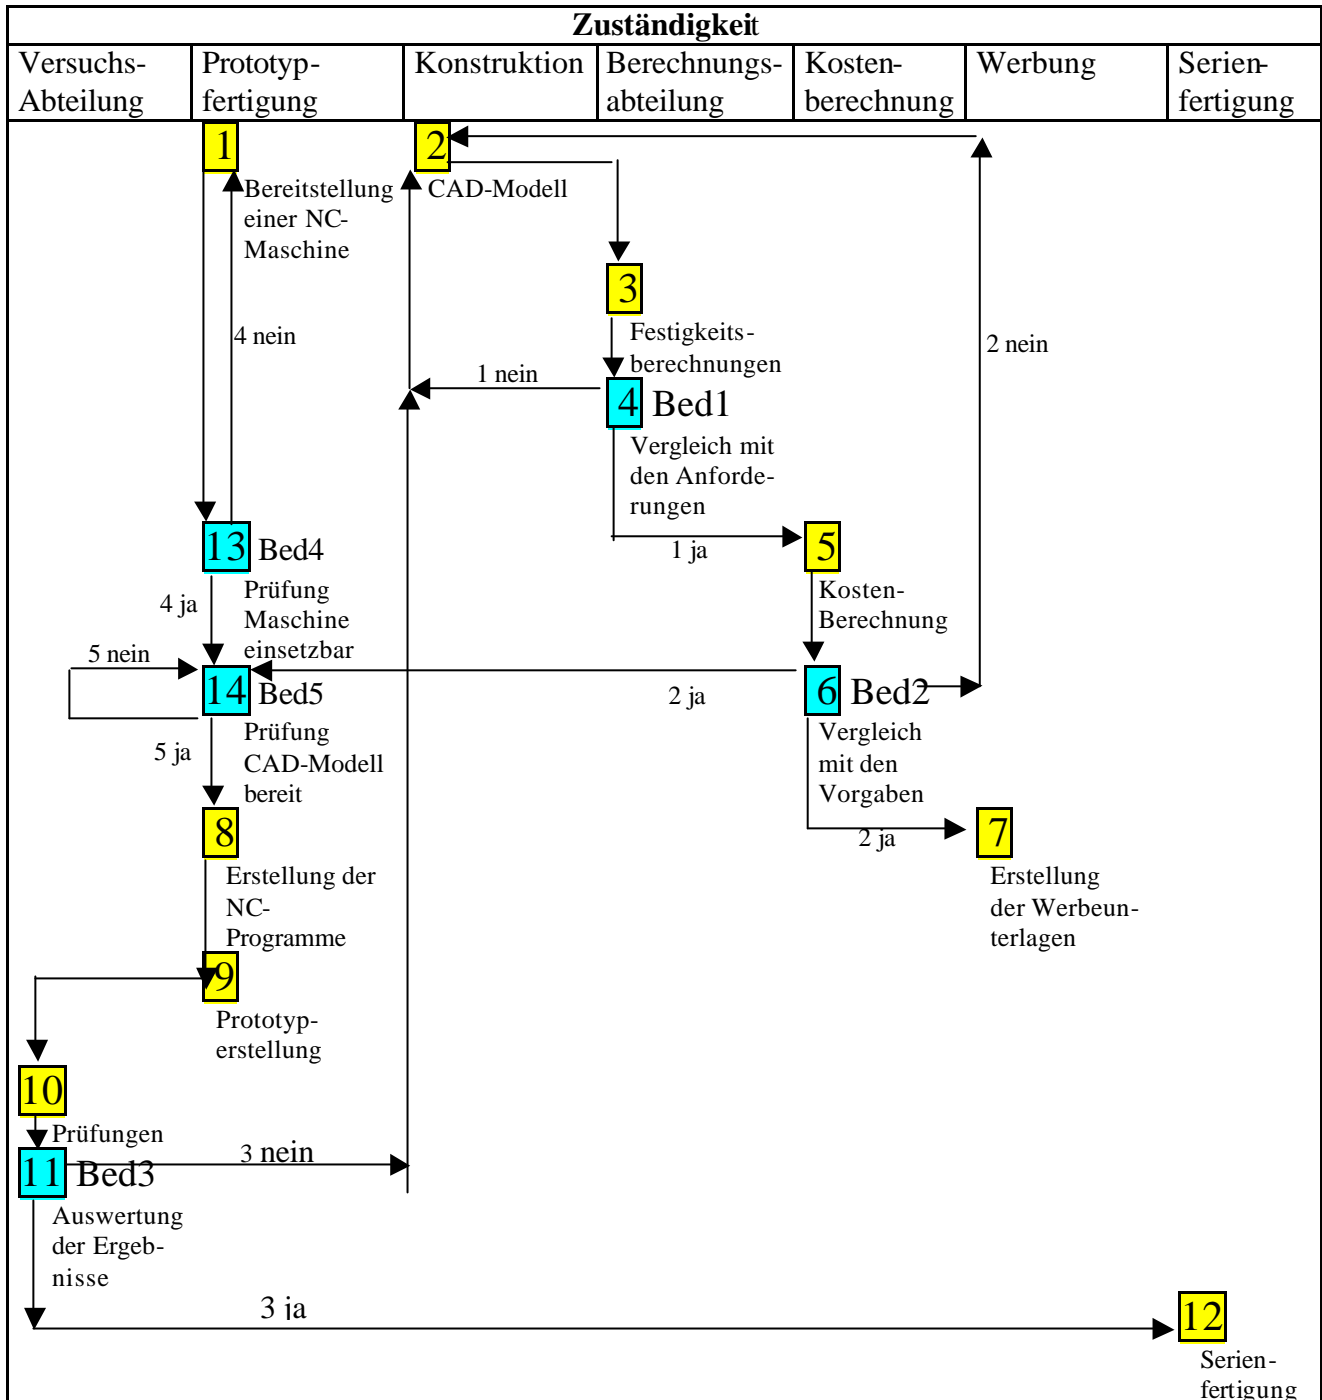 Zuständigkeit
Versuchs-
Abteilung
Prototyp-
fertigung
Konstruktion
Berechnungs-
abteilung
Kosten-
berechnung
Werbung
Serien-
fertigung
1
Bereitstellung
einer NC-
Maschine
2
CAD-Modell
3
Festigkeits-
berechnungen
4 nein
2 nein
1 nein
4 Bed1
Vergleich mit
den Anforde-
rungen
1 ja
13 Bed4
Prüfung
Maschine
einsetzbar
4 ja
5
Kosten-
Berechnung
5 nein
14 Bed5
Prüfung
CAD-Modell
bereit
2 ja
6 Bed2
Vergleich
mit den
Vorgaben
5 ja
2 ja
7
Erstellung
der Werbeun-
terlagen
8
Erstellung der
NC-
Programme
9
Prototyp-
erstellung
10
Prüfungen
11 Bed3
3 nein
Auswertung
der Ergeb-
nisse
3 ja
12
Serien-
fertigung